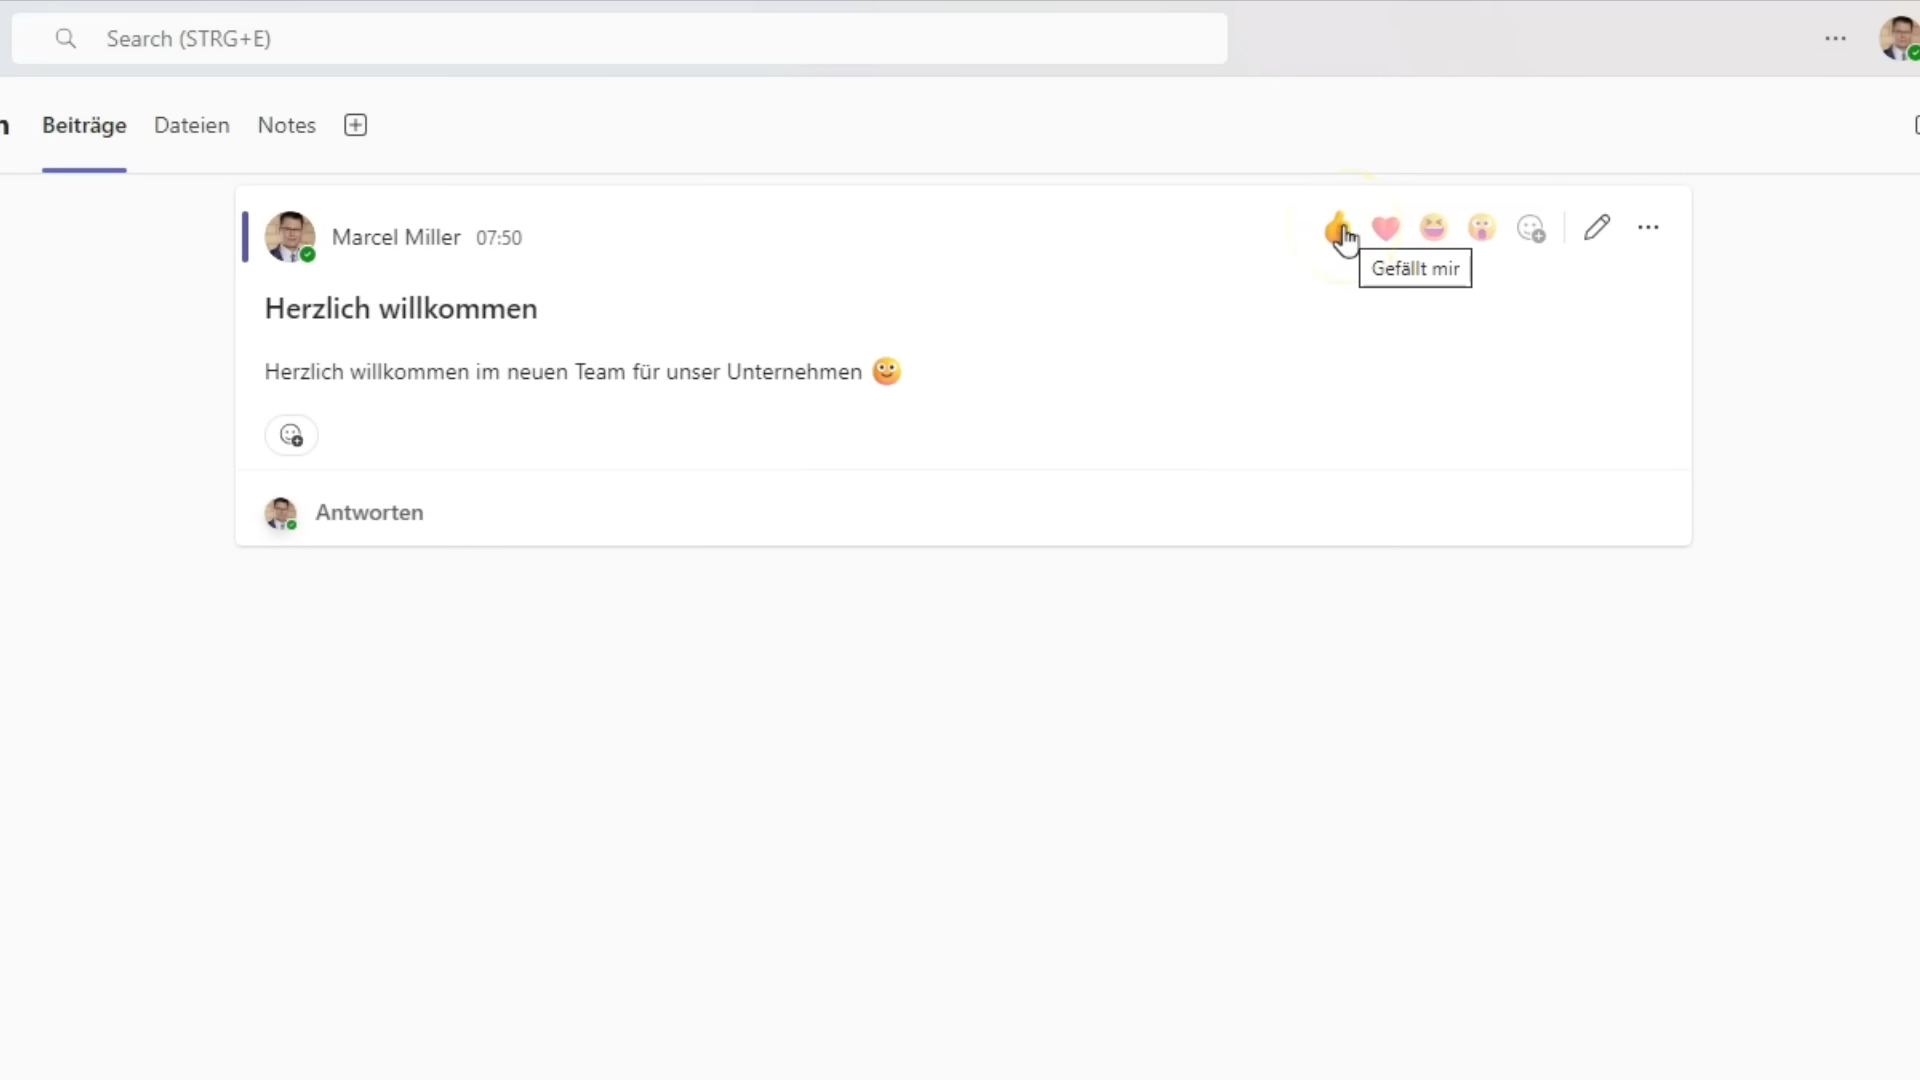 Search (STRG+E)
Beiträge Dateien Notes
Marcel Miller 07:50
Gefällt mir
Herzlich willkommen
Herzlich willkommen im neuen Team für unser Unternehmen
Antworten